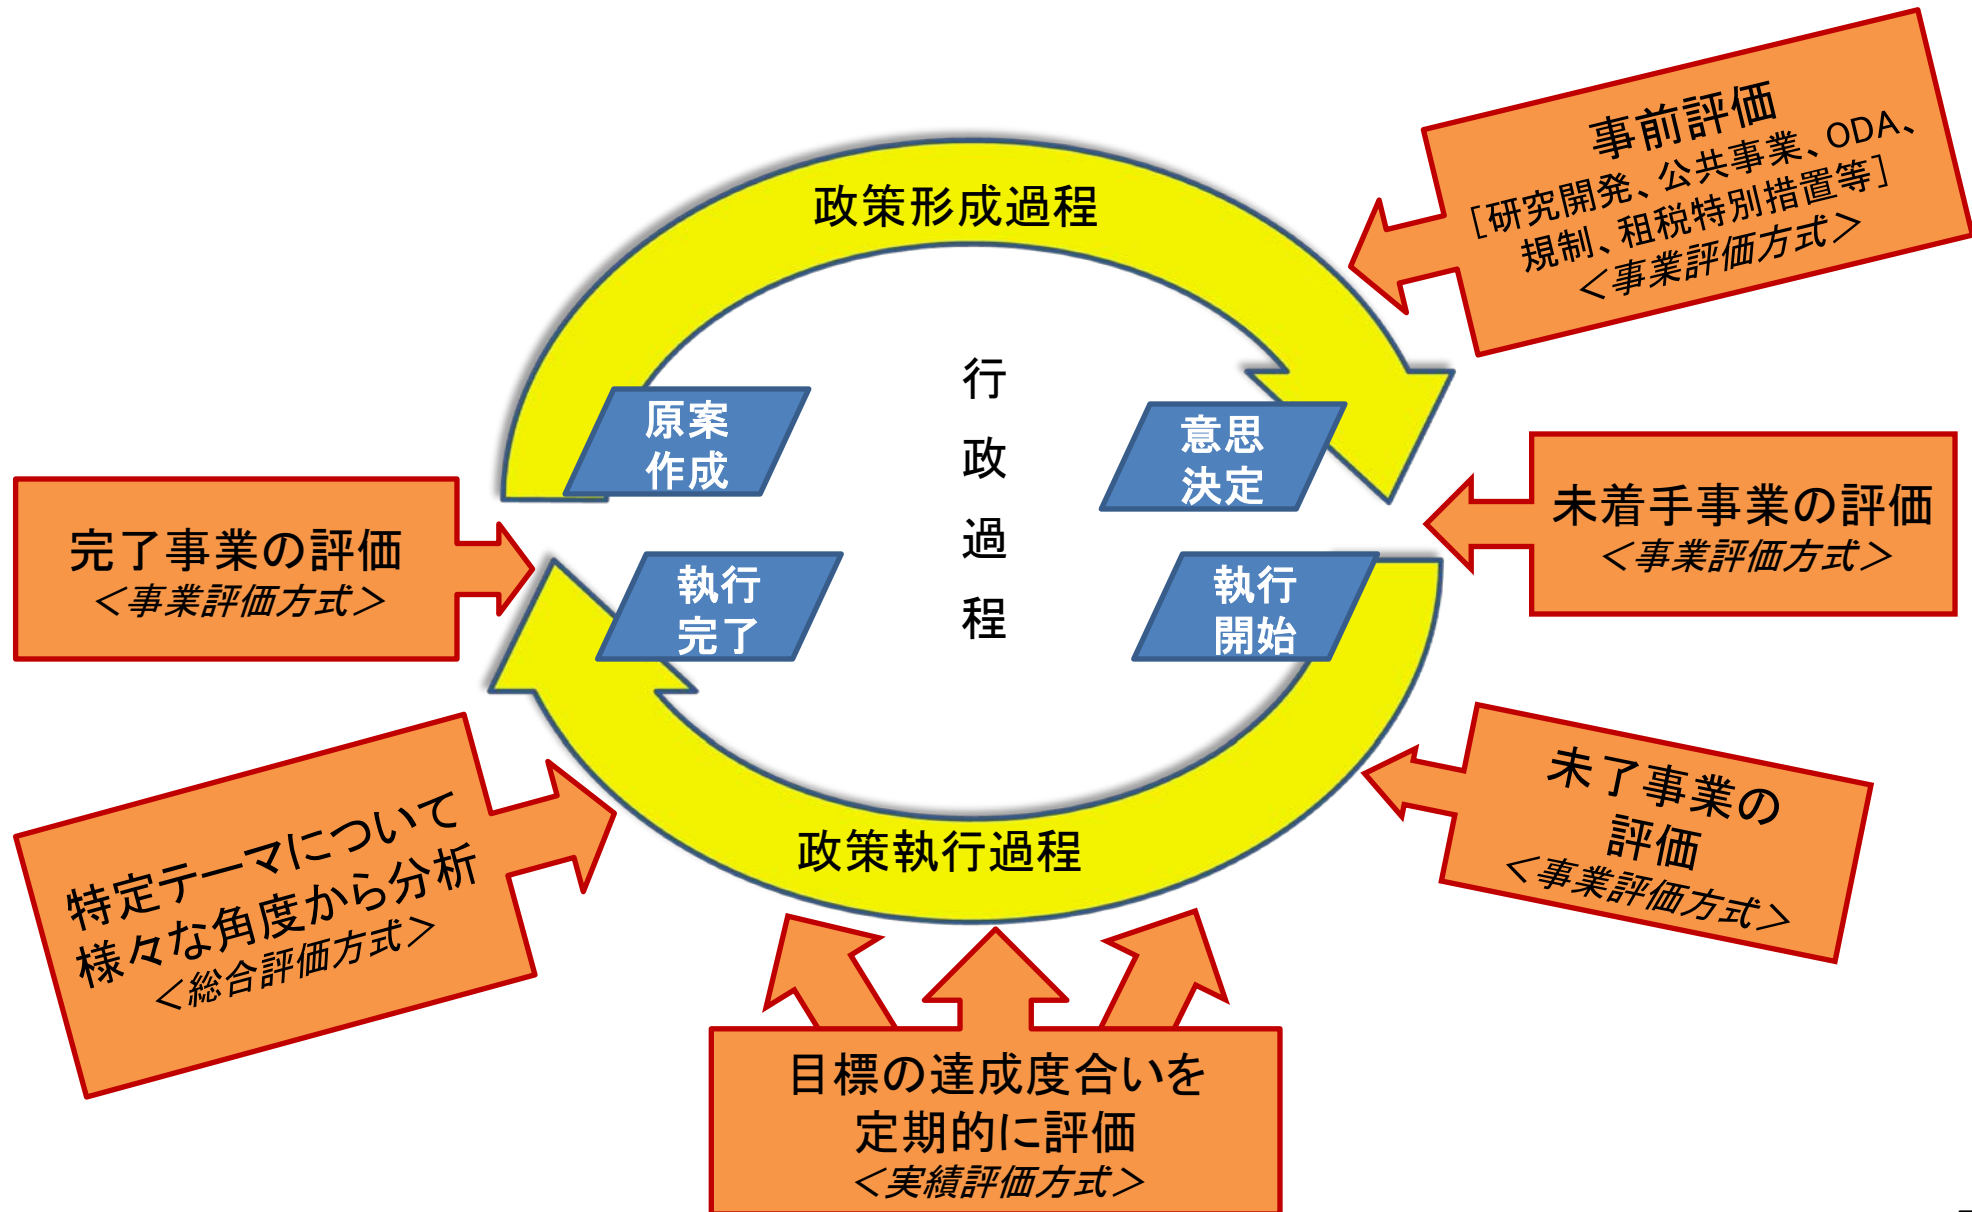 事前評価
［研究開発、公共事業、ODA、
規制、租税特別措置等］
＜事業評価方式＞
政策形成過程
行政過程
原案
作成
意思
決定
未着手事業の評価
＜事業評価方式＞
完了事業の評価
＜事業評価方式＞
執行
完了
執行
開始
未了事業の
評価
＜事業評価方式＞
政策執行過程
特定テーマについて
様々な角度から分析
＜総合評価方式＞
目標の達成度合いを
定期的に評価
＜実績評価方式＞